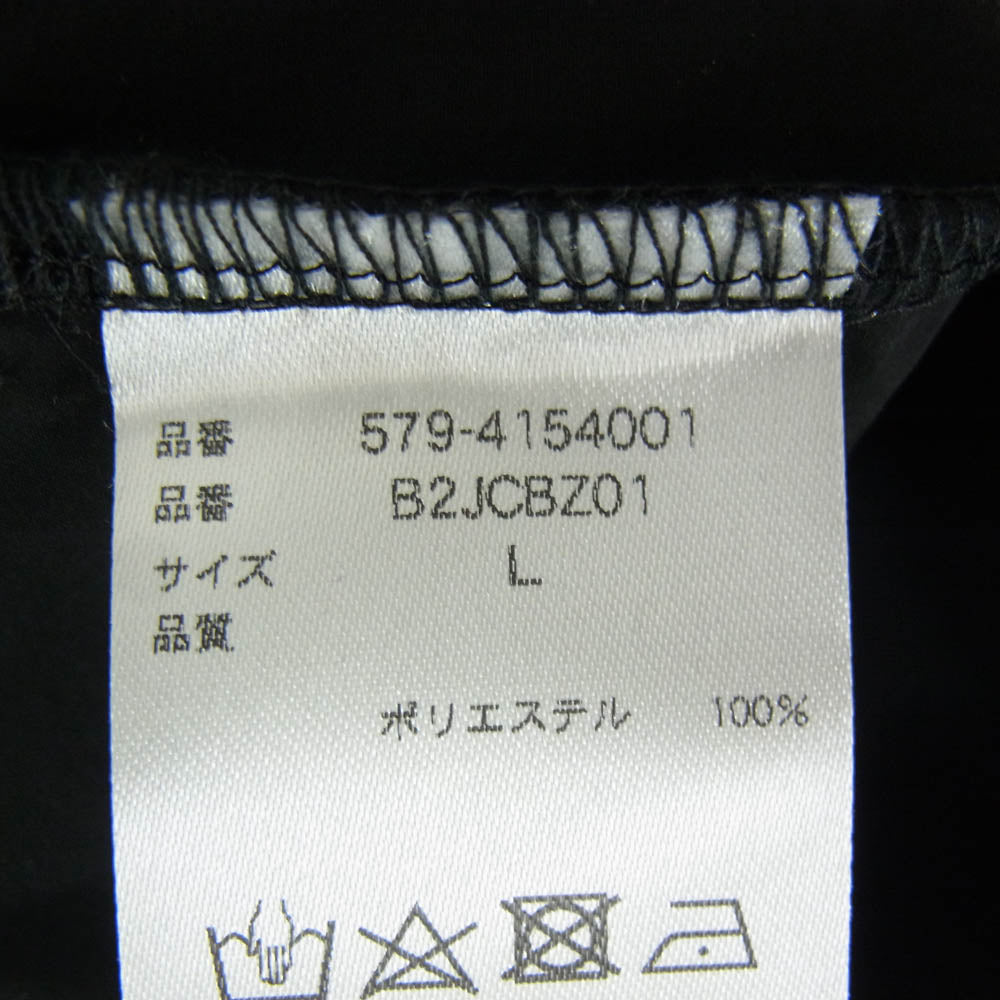 品番 579-4154001
品番 B2JCBZ01
サイズ L
品質
ポリエステル 100%